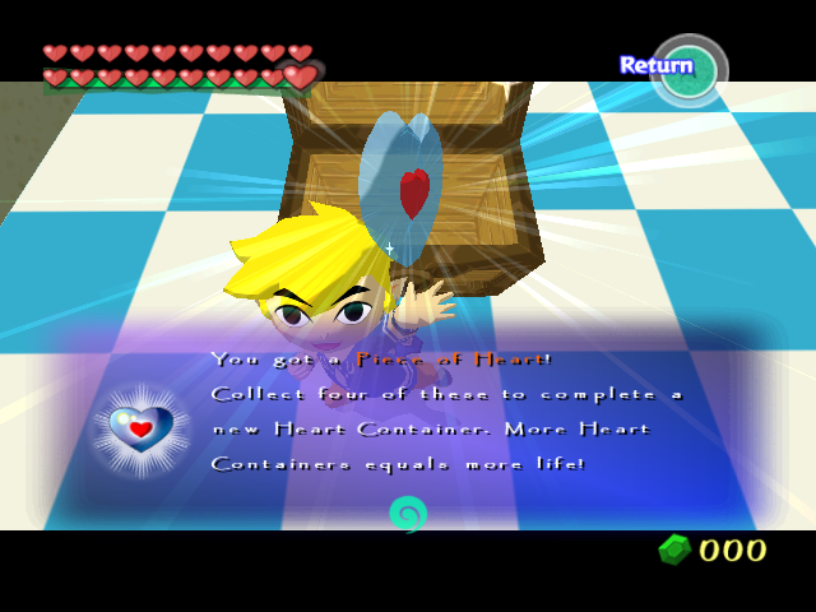 Return
You got a Piece of Heart!
Collect four of these to complete a
new Heart Container. More Heart
Containers equals more life!
000